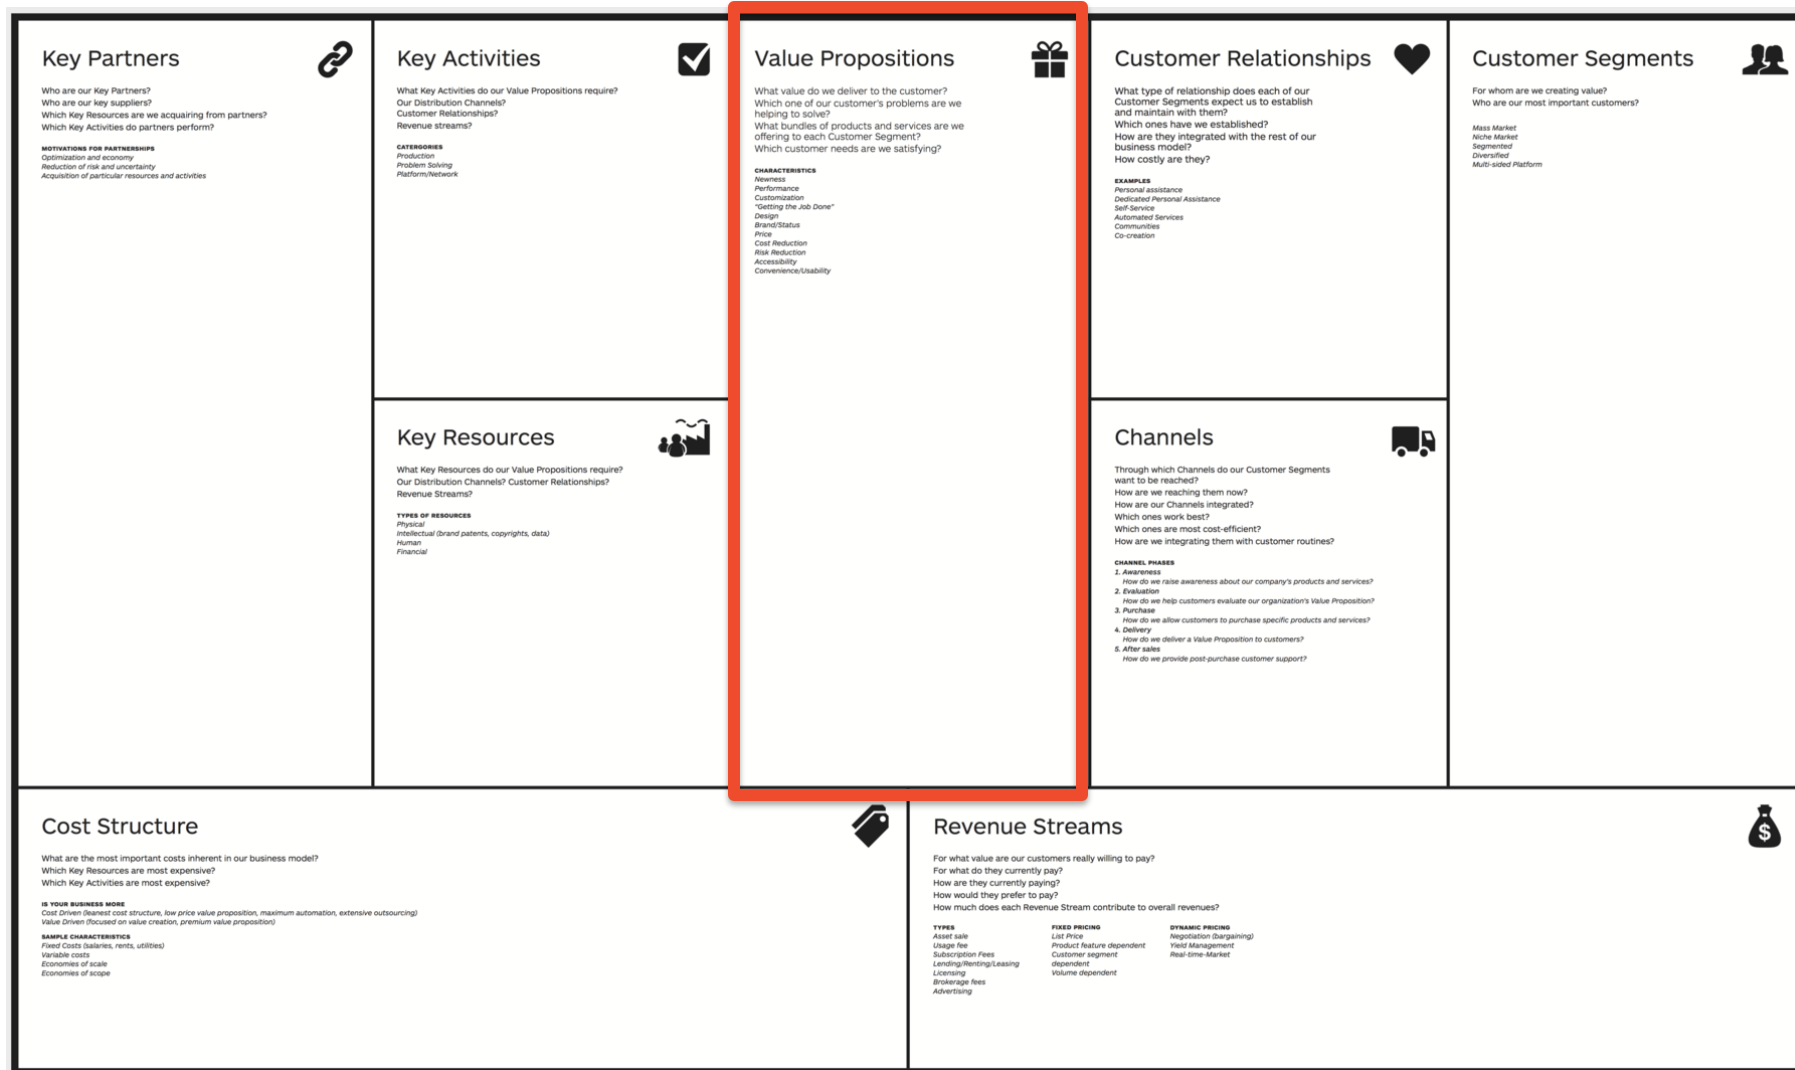 Key Partners
Who are our Key Partners?
Who are our key suppliers?
Which Key Resources are we acquairing from partners?
Which Key Activities do partners perform?
MOTIVATIONS FOR PARTNERSHIPS
Optimization and economy
Reduction of risk and uncertainty
Acquisition of particular resources and activities
Key Activities
What Key Activities do our Value Propositions require?
Our Distribution Channels?
Customer Relationships?
Revenue streams?
CATERGORIES
Production
Problem Solving
Platform/Network
Key Resources
What Key Resources do our Value Propositions require?
Our Distribution Channels? Customer Relationships?
Revenue Streams?
TYPES OF RESOURCES
Physical
Intellectual (brand patents, copyrights, data)
Human
Financial
Value Propositions
What value do we deliver to the customer?
Which one of our customer's problems are we
helping to solve?
What bundles of products and services are we
offering to each Customer Segment?
Which customer needs are we satisfying?
CHARACTERISTICS
Newness
Performance
Customization
"Getting the Job Done"
Design
Brand/Status
Price
Cost Reduction
Risk Reduction
Accessibility
Convenience/Usability
Customer Relationships
What type of relationship does each of our
Customer Segments expect us to establish
and maintain with them?
Which ones have we established?
How are they integrated with the rest of our
business model?
How costly are they?
EXAMPLES
Personal assistance
Dedicated Personal Assistance
Self-Service
Automated Services
Communities
Co-creation
Channels
Through which Channels do our Customer Segments
want to be reached?
How are we reaching them now?
How are our Channels integrated?
Which ones work best?
Which ones are most cost-efficient?
How are we integrating them with customer routines?
CHANNEL PHASES
1. Awareness
How do we raise awareness about our company's products and services?
2. Evaluation
How do we help customers evaluate our organization's Value Proposition?
3. Purchase
How do we allow customers to purchase specific products and services?
4. Delivery
How do we deliver a Value Proposition to customers?
5. After sales
How do we provide post-purchase customer support?
Customer Segments
For whom are we creating value?
Who are our most important customers?
Mass Market
Niche Market
Segmented
Diversified
Multi-sided Platform
Cost Structure
What are the most important costs inherent in our business model?
Which Key Resources are most expensive?
Which Key Activities are most expensive?
IS YOUR BUSINESS MORE
Cost Driven (leanest cost structure, low price value proposition, maximum automation, extensive outsourcing)
Value Driven (focused on value creation, premium value proposition)
SAMPLE CHARACTERISTICS
Fixed Costs (salaries, rents, utilities)
Variable costs
Economies of scale
Economies of scope
Revenue Streams
For what value are our customers really willing to pay?
For what do they currently pay?
How are they currently paying?
How would they prefer to pay?
How much does each Revenue Stream contribute to overall revenues?
TYPES
Asset sale
Usage fee
Subscription Fees
Lending/Renting/Leasing
Licensing
Brokerage fees
Advertising
FIXED PRICING
List Price
Product feature dependent
Customer segment
dependent
Volume dependent
DYNAMIC PRICING
Negotiation (bargaining)
Yield Management
Real-time-Market
$